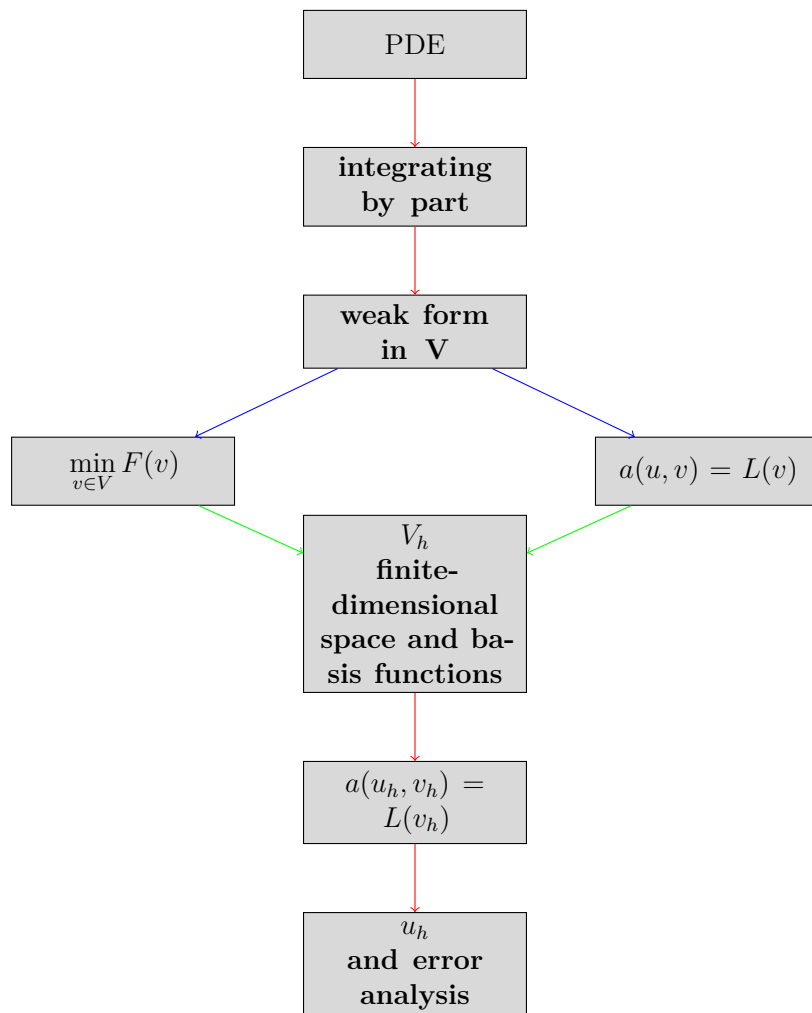 PDE
integrating
by part
weak form
in V
min F(v)
v∈V
a(u, v) = L(v)
V_h
finite-
dimensional
space and ba-
sis functions
a(u_h, v_h) =
L(v_h)
u_h
and error
analysis